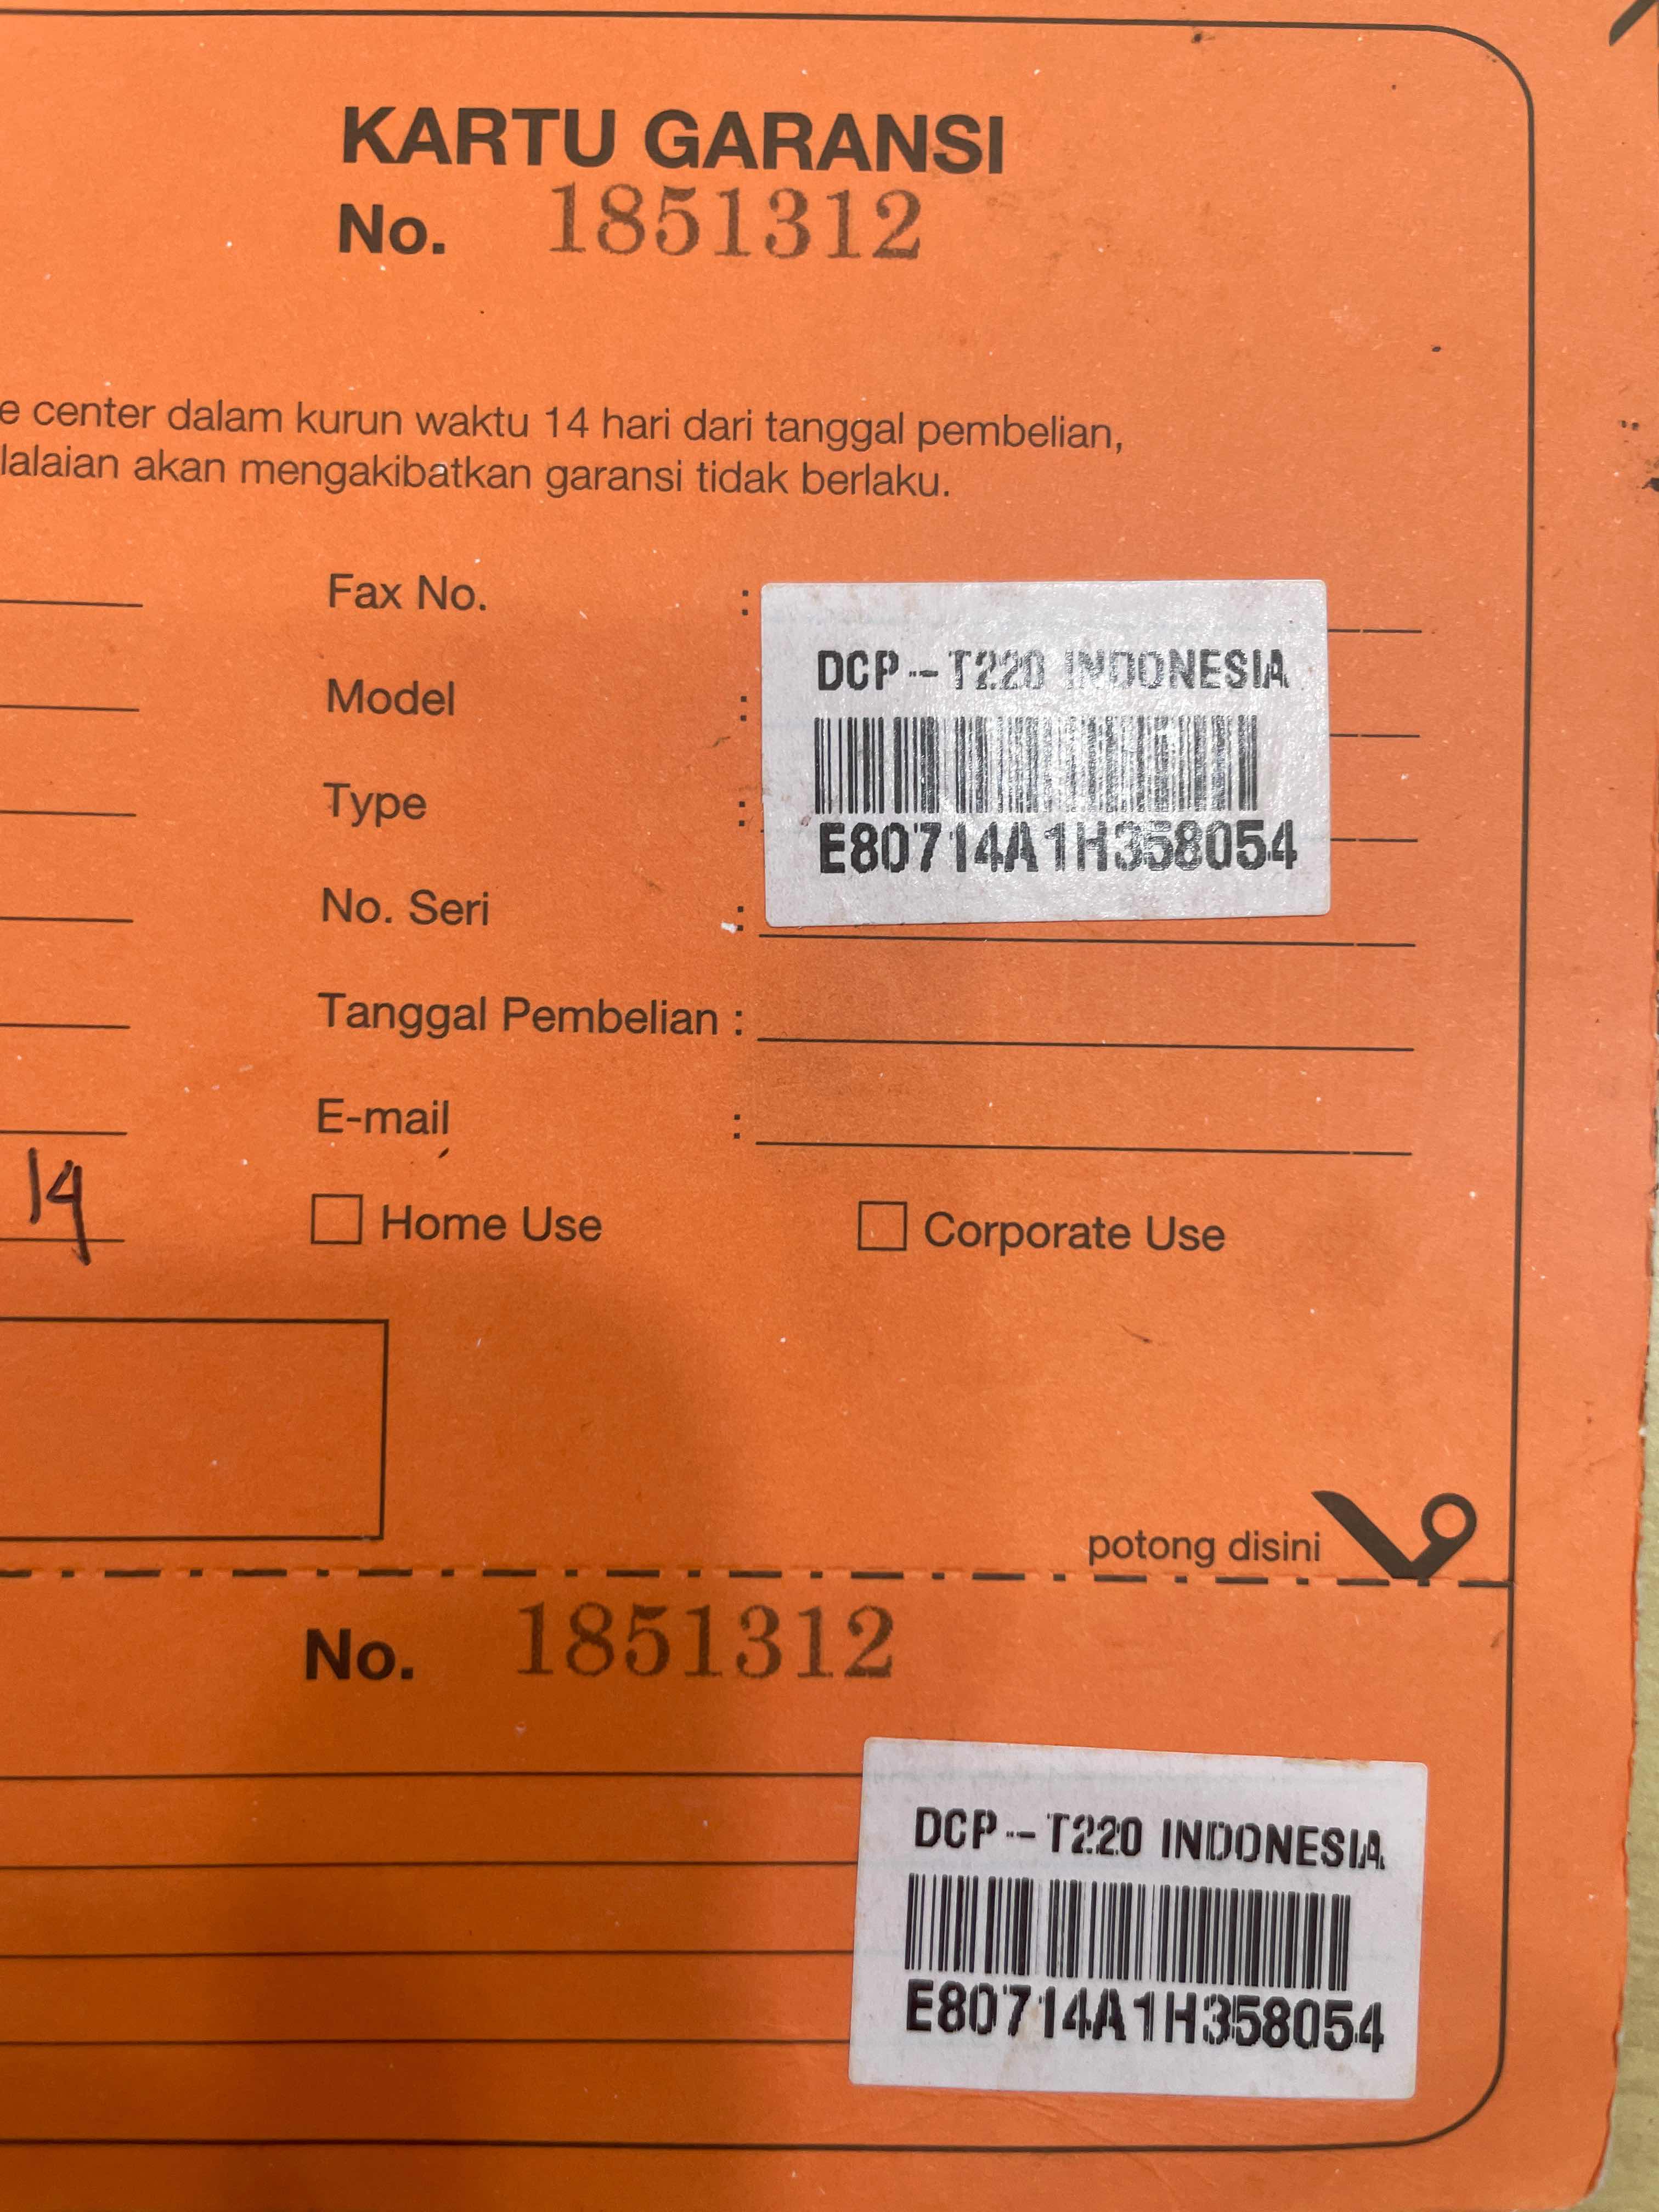 KARTU GARANSI
No. 1851312
e center dalam kurun waktu 14 hari dari tanggal pembelian,
lalaian akan mengakibatkan garansi tidak berlaku.
Fax No. :
DCP--T220 INDONESIA
Model :
Type :
E80714A1H358054
No. Seri :
Tanggal Pembelian :
E-mail :
14
Home Use
Corporate Use
potong disini
No. 1851312
DCP--T220 INDONESIA
E80714A1H358054